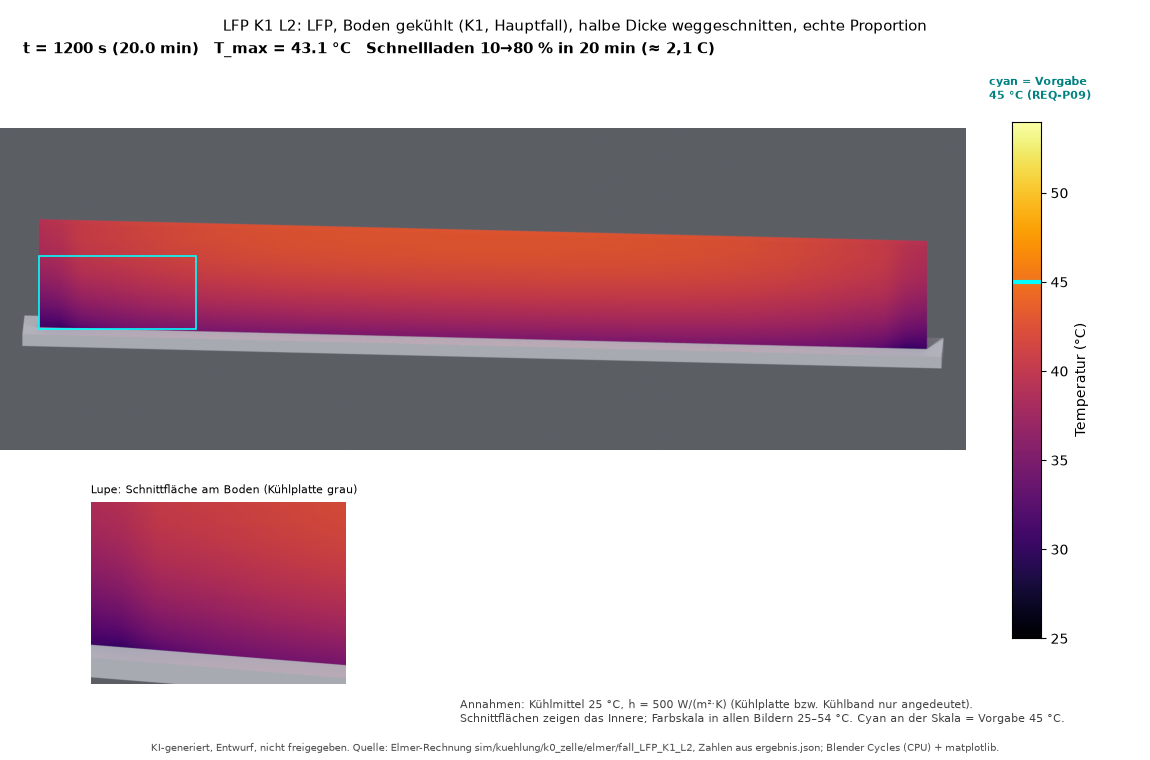 LFP K1 L2: LFP, Boden gekühlt (K1, Hauptfall), halbe Dicke weggeschnitten, echte Proportion
t = 1200 s (20.0 min)   T_max = 43.1 °C   Schnellladen 10→80 % in 20 min (≈ 2,1 C)
cyan = Vorgabe
45 °C (REQ-P09)
50
45
40
35
30
25
Temperatur (°C)
Lupe: Schnittfläche am Boden (Kühlplatte grau)
Annahmen: Kühlmittel 25 °C, h = 500 W/(m²·K) (Kühlplatte bzw. Kühlband nur angedeutet).
Schnittflächen zeigen das Innere; Farbskala in allen Bildern 25–54 °C. Cyan an der Skala = Vorgabe 45 °C.
KI-generiert, Entwurf, nicht freigegeben. Quelle: Elmer-Rechnung sim/kuehlung/k0_zelle/elmer/fall_LFP_K1_L2, Zahlen aus ergebnis.json; Blender Cycles (CPU) + matplotlib.